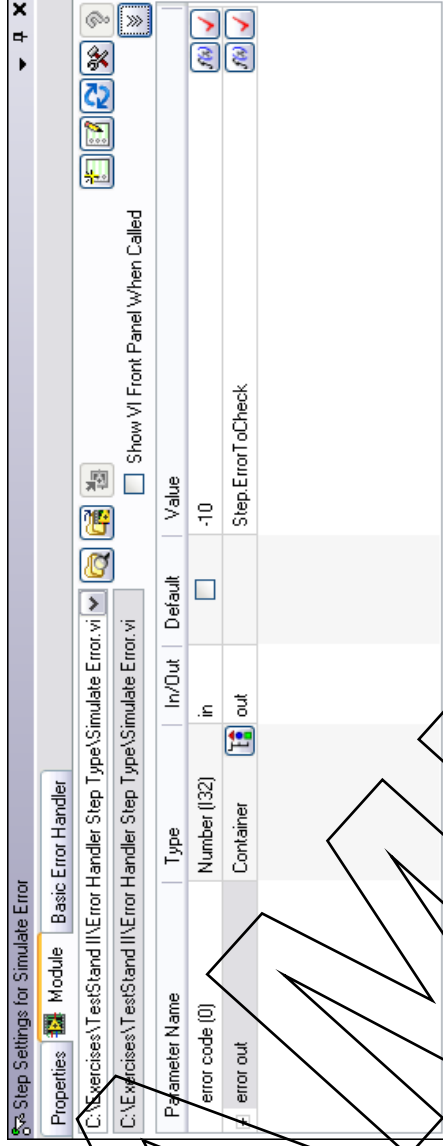 Step Settings for Simulate Error
Properties Module Basic Error Handler
C:\Exercises\TestStand II\Error Handler Step Type\Simulate Error.vi
C:\Exercises\TestStand II\Error Handler Step Type\Simulate Error.vi
Show VI Front Panel When Called
Parameter Name Type In/Out Default Value
error code (0) Number (I32) in -10
error out Container out Step.ErrorToCheck